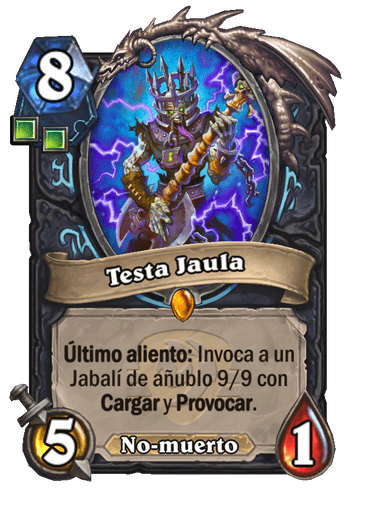 8
Testa Jaula
Último aliento: Invoca a un
Jabalí de añublo 9/9 con
Cargar y Provocar.
5
No-muerto
1